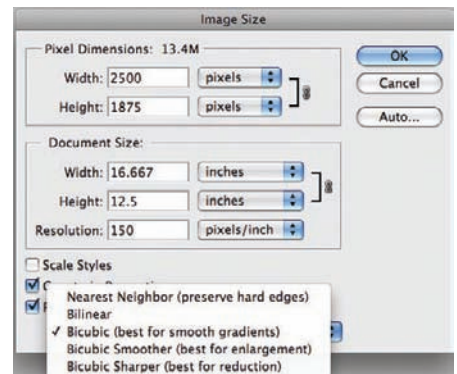 Image Size
Pixel Dimensions: 13.4M
Width: 2500 pixels
Height: 1875 pixels
OK
Cancel
Auto...
Document Size:
Width: 16.667 inches
Height: 12.5 inches
Resolution: 150 pixels/inch
Scale Styles
Nearest Neighbor (preserve hard edges)
Bilinear
✓ Bicubic (best for smooth gradients)
Bicubic Smoother (best for enlargement)
Bicubic Sharper (best for reduction)